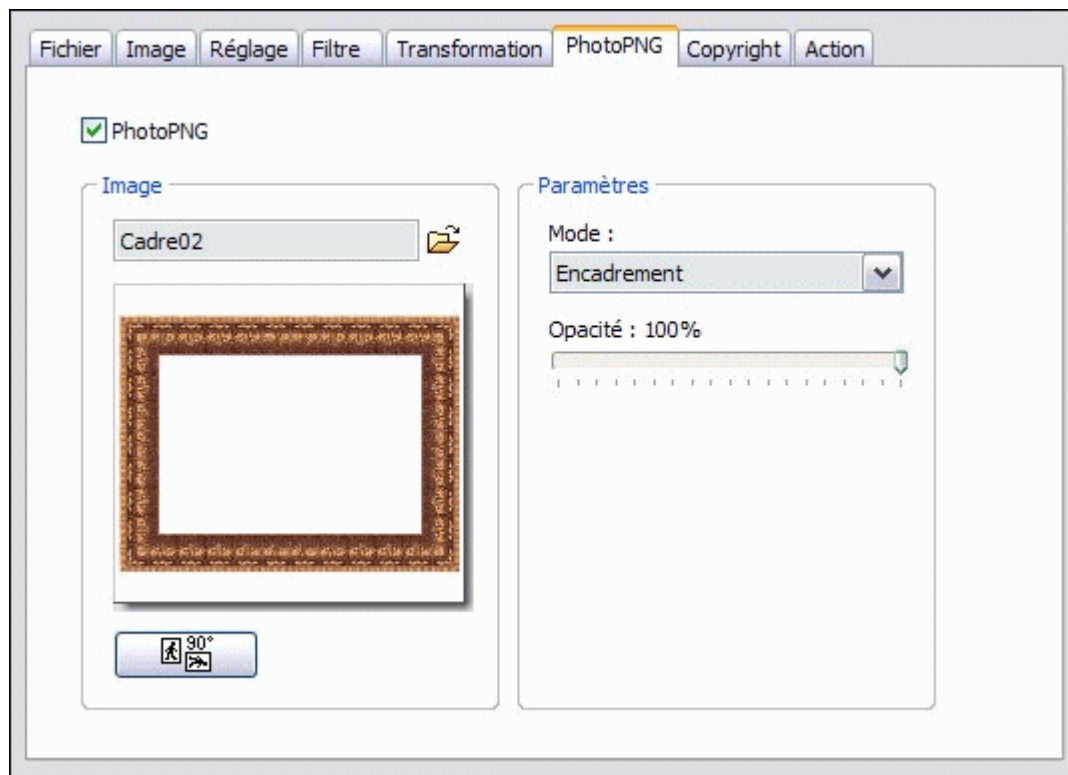 Fichier Image Réglage Filtre Transformation PhotoPNG Copyright Action
PhotoPNG
Image
Cadre02
90°
Paramètres
Mode :
Encadrement
Opacité : 100%